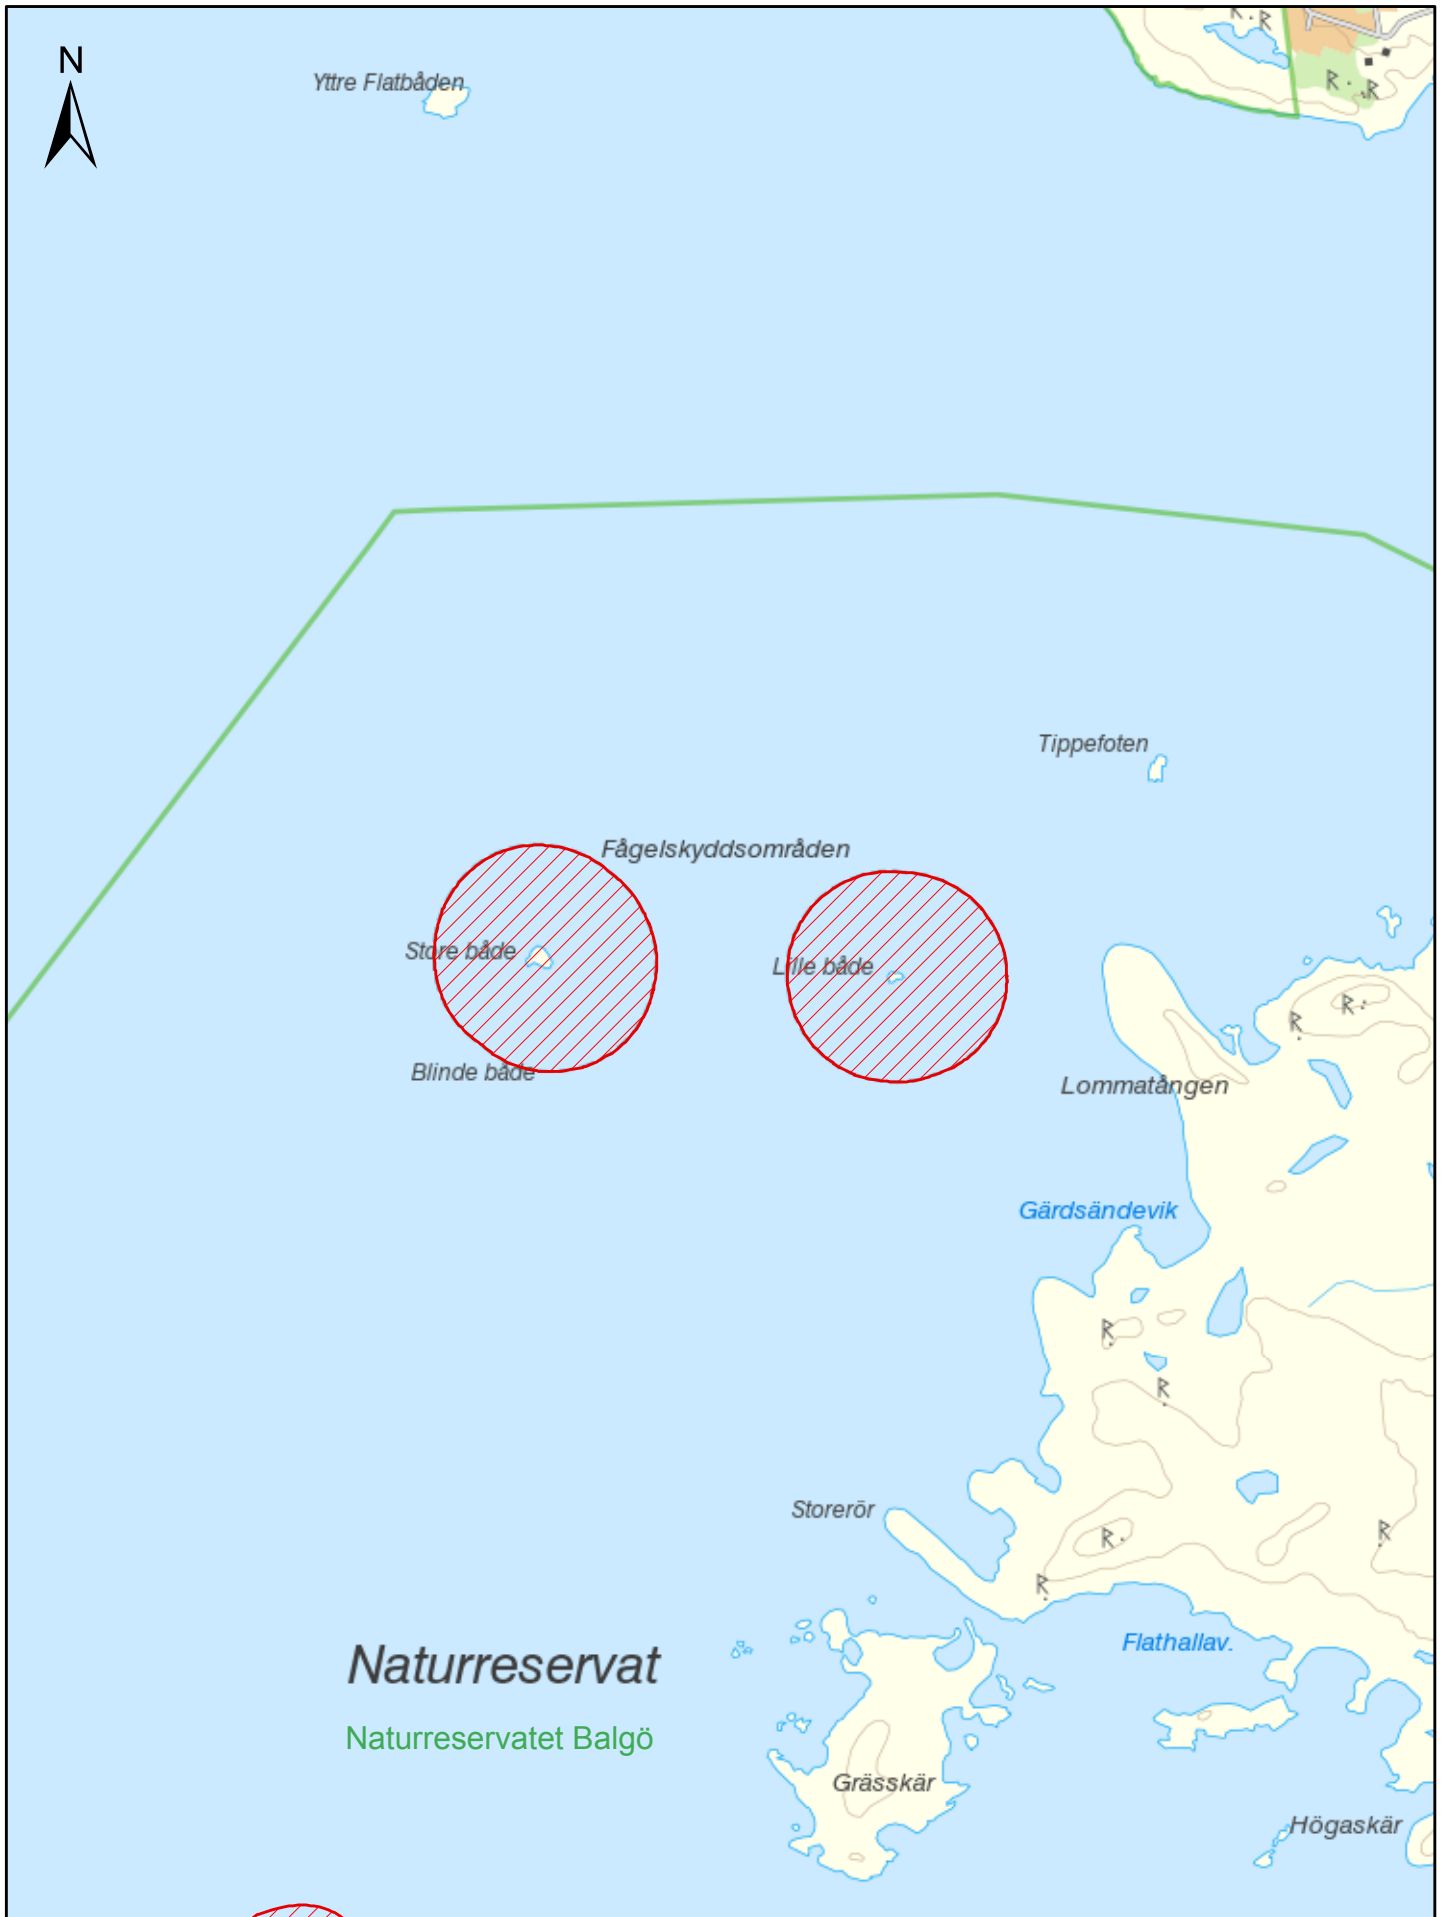 N
Yttre Flatbåden
R
R
R
R
Tippefoten
Fågelskyddsområden
Store både
Lille både
R
R
Blinde både
Lommatången
Gärdsändevik
R
R
Storerör
R
R
R
Flathallav.
Naturreservat
Naturreservatet Balgö
Grässkär
Högaskär